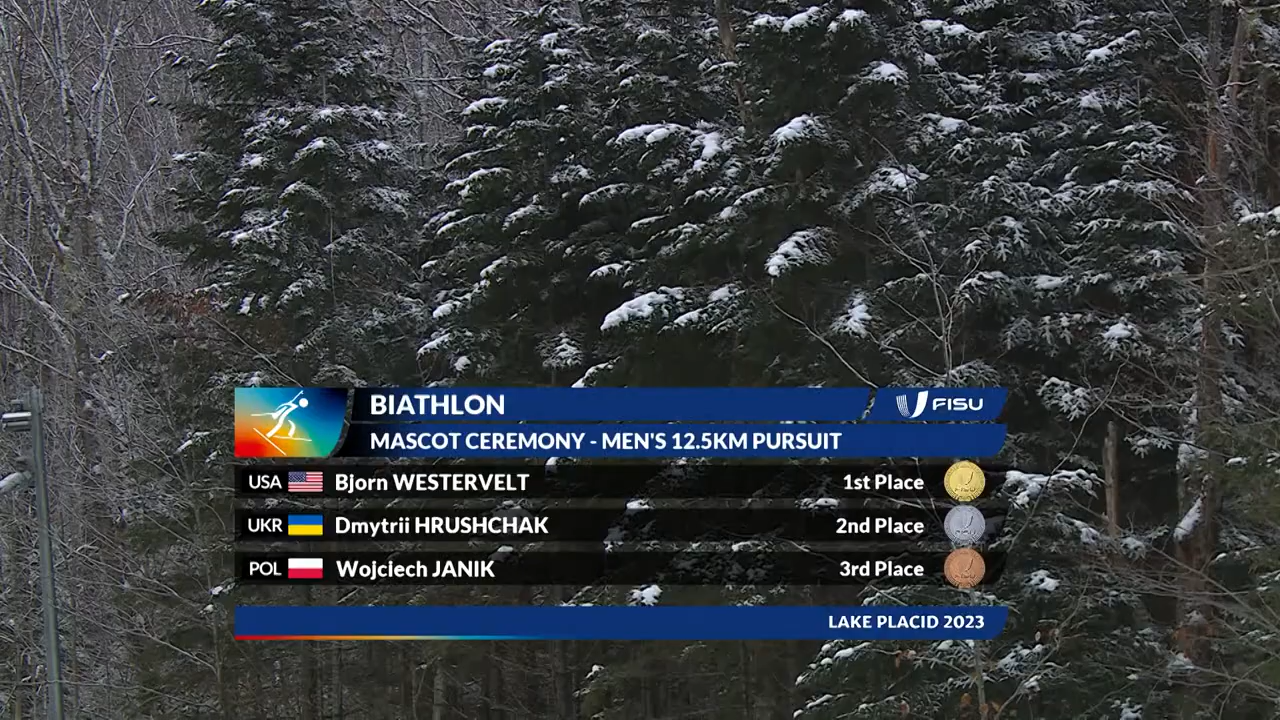 BIATHLON
FISU
MASCOT CEREMONY - MEN'S 12.5KM PURSUIT
USA Bjorn WESTERVELT 1st Place
UKR Dmytrii HRUSHCHAK 2nd Place
POL Wojciech JANIK 3rd Place
LAKE PLACID 2023